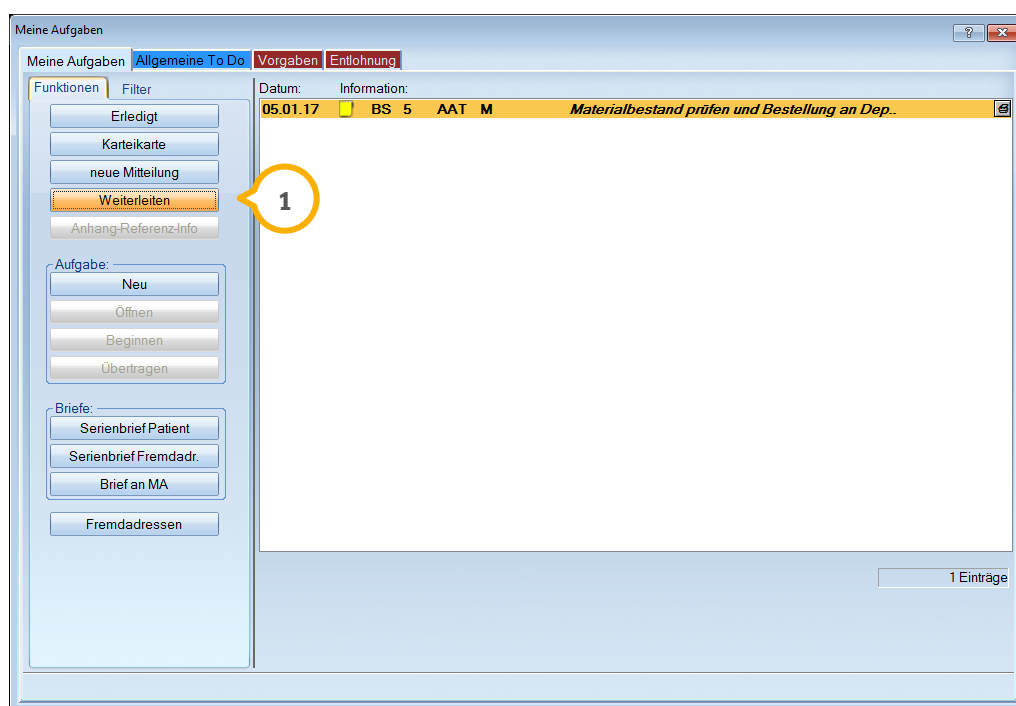 Meine Aufgaben
?
Meine Aufgaben Allgemeine To Do Vorgaben Entlohnung
Funktionen Filter
Datum: Information:
05.01.17 BS 5 AAT M Materialbestand prüfen und Bestellung an Dep..
Erledigt
Karteikarte
neue Mitteilung
Weiterleiten
1
Anhang-Referenz-Info
Aufgabe:
Neu
Öffnen
Beginnen
Übertragen
Briefe:
Serienbrief Patient
Serienbrief Fremdadr.
Brief an MA
Fremdadressen
1 Einträge